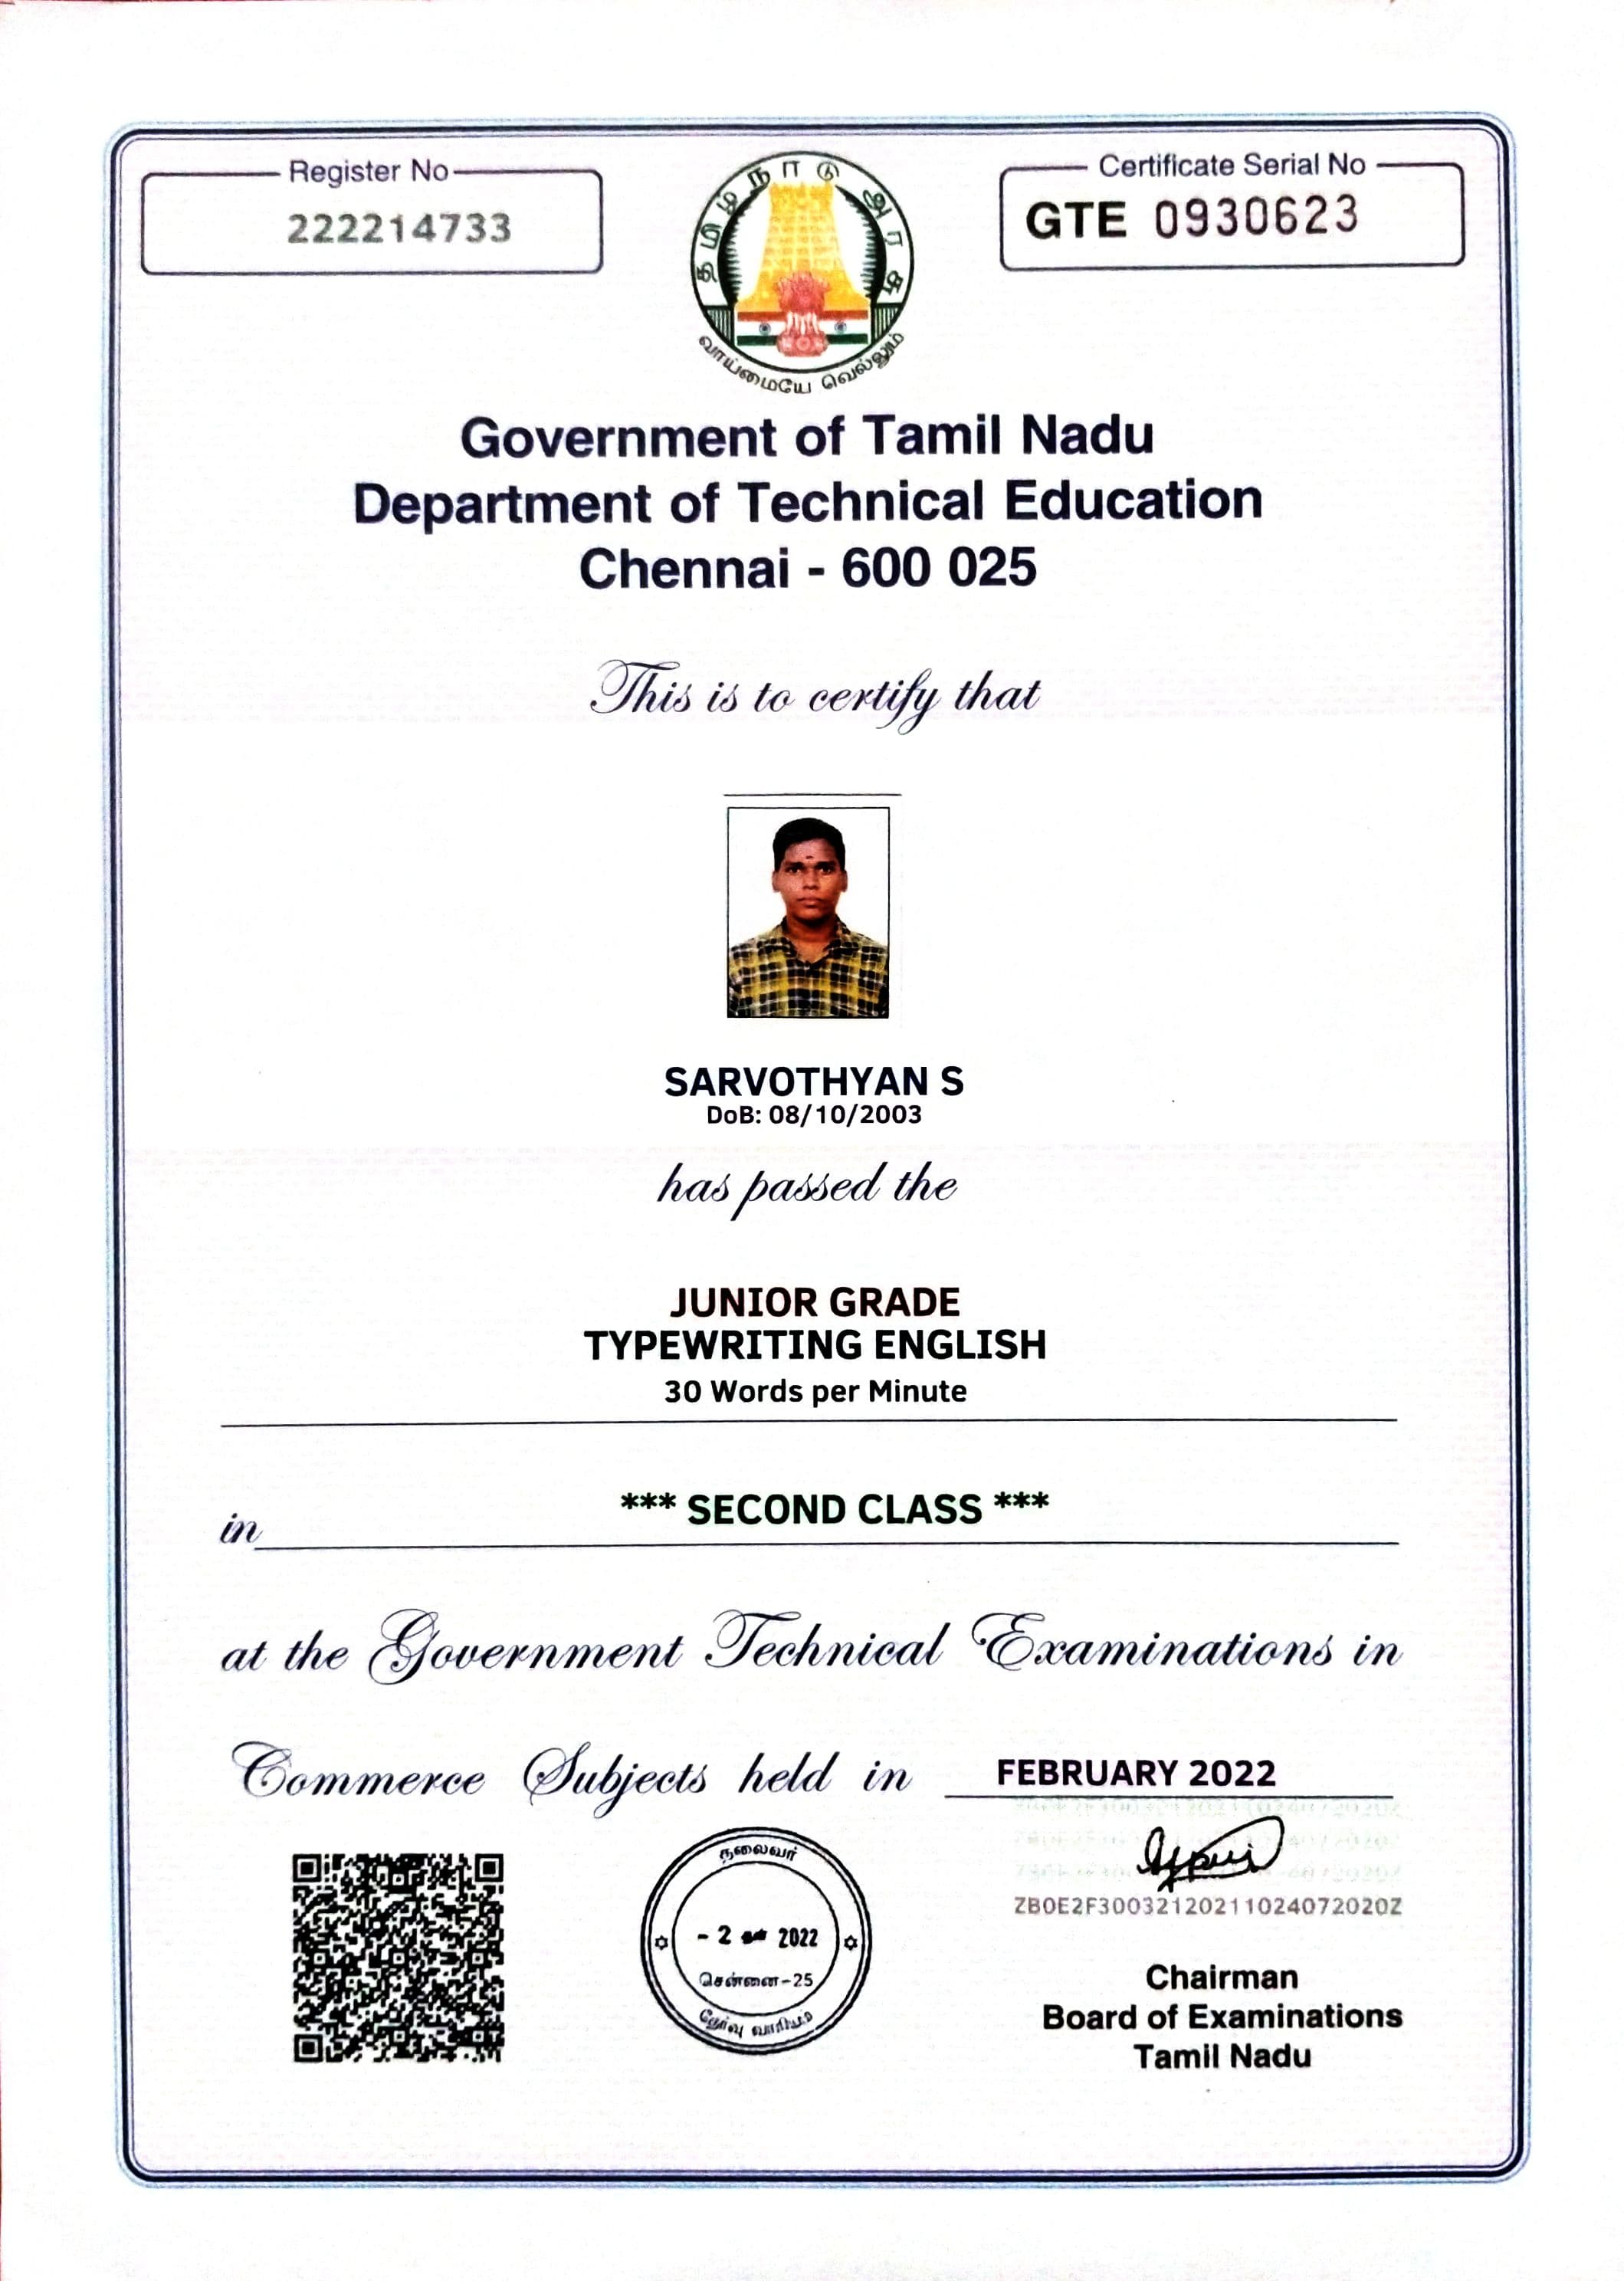 Register No
222214733
தமிழ்நாடு அரசு
வாய்மையே வெல்லும்
Certificate Serial No
GTE 0930623
Government of Tamil Nadu
Department of Technical Education
Chennai - 600 025
This is to certify that
SARVOTHYAN S
DoB: 08/10/2003
has passed the
JUNIOR GRADE
TYPEWRITING ENGLISH
30 Words per Minute
in *** SECOND CLASS ***
at the Government Technical Examinations in
Commerce Subjects held in FEBRUARY 2022
தலைவர்
- 2 2022
சென்னை-25
தேர்வு வாரியம்
ZB0E2F30032120211024072020Z
Chairman
Board of Examinations
Tamil Nadu